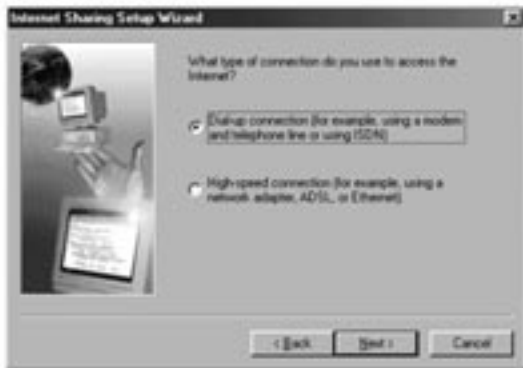 Internet Sharing Setup Wizard
What type of connection do you use to access the
Internet?
Dial-up connection (for example, using a modem
and telephone line or using ISDN)
High-speed connection (for example, using a
network adapter, ADSL, or Ethernet)
< Back
Next >
Cancel